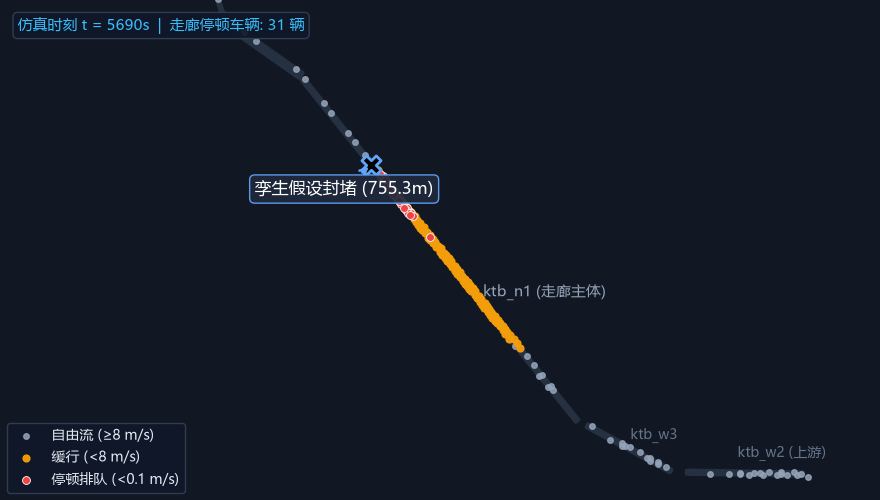 仿真时刻 t = 5690s | 走廊停顿车辆: 31 辆
孪生假设封堵 (755.3m)
ktb_n1 (走廊主体)
ktb_w3
ktb_w2 (上游)
自由流 (≥8 m/s)
缓行 (<8 m/s)
停顿排队 (<0.1 m/s)